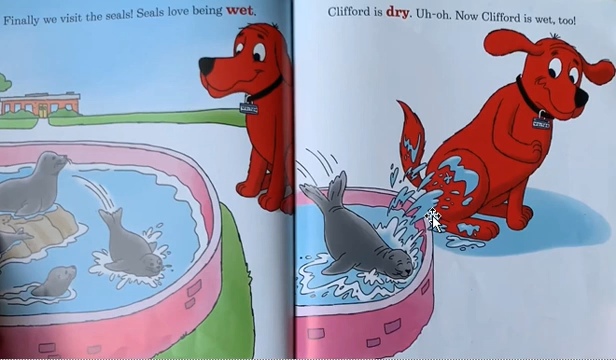 Finally we visit the seals! Seals love being wet.
Clifford is dry. Uh-oh. Now Clifford is wet, too!